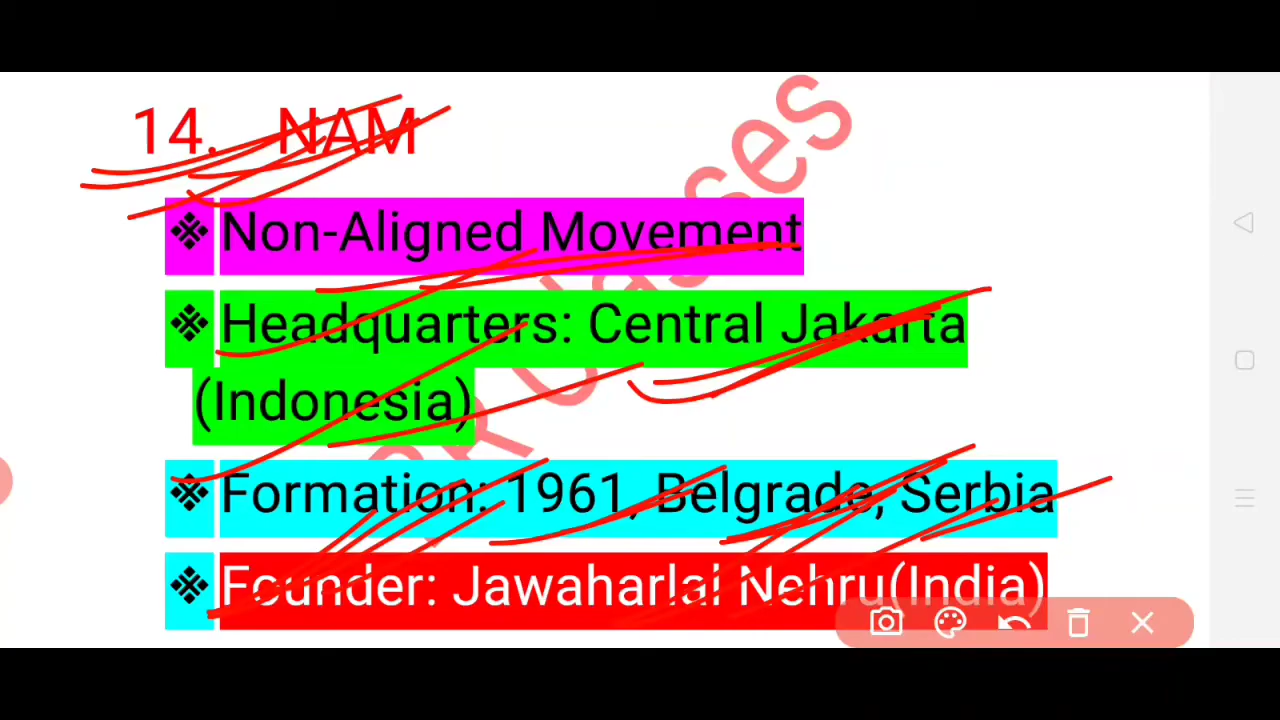 14. NAM
❖ Non-Aligned Movement
❖ Headquarters: Central Jakarta
(Indonesia)
❖ Formation: 1961, Belgrade, Serbia
❖ Founder: Jawaharlal Nehru(India)